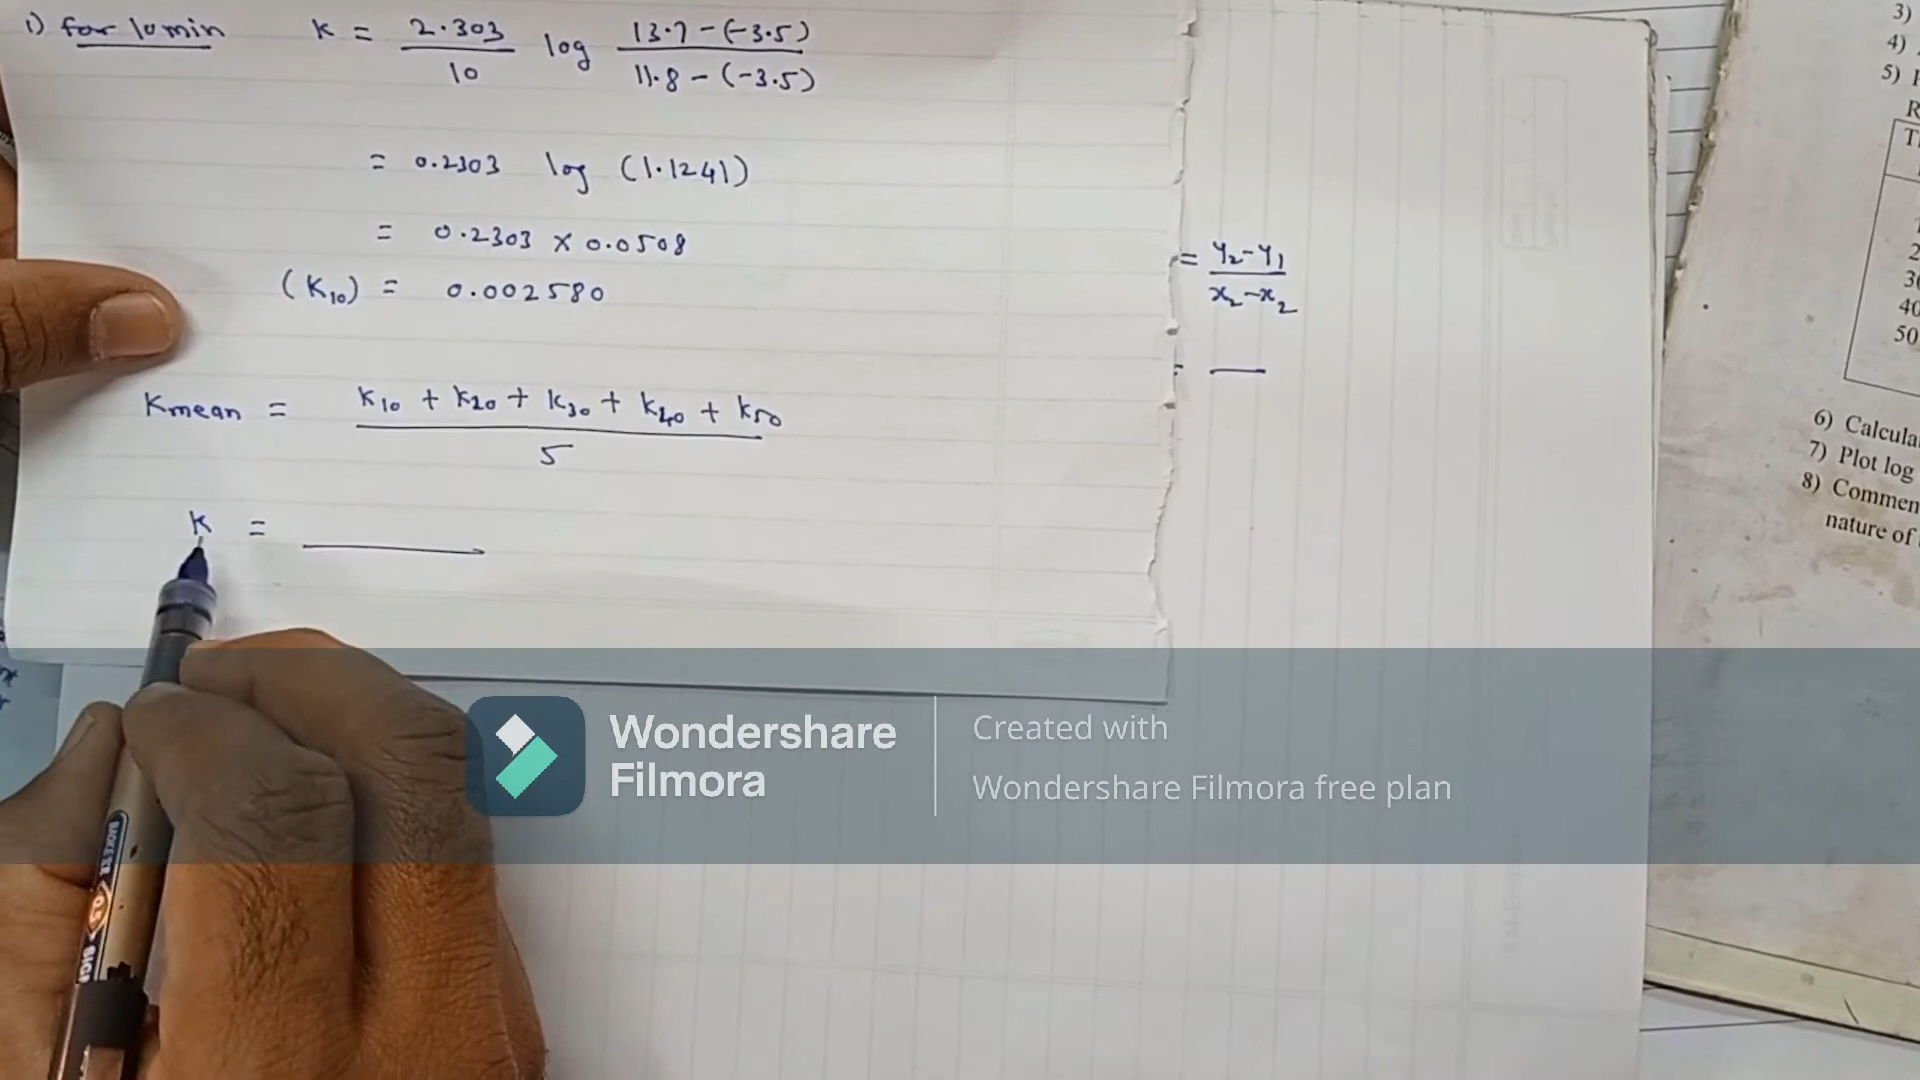 1) for 10 min K = 2.303 / 10 log 13.7 - (-3.5) / 11.8 - (-3.5)
= 0.2303 log (1.1241)
= 0.2303 × 0.0508
(K10) = 0.002580
Kmean = K10 + K20 + K30 + K40 + K50 / 5
K =
= y2-y1 / x2-x2
=
3)
4)
5)
6) Calcula
7) Plot log
8) Commen
nature of
Wondershare
Filmora
Created with
Wondershare Filmora free plan